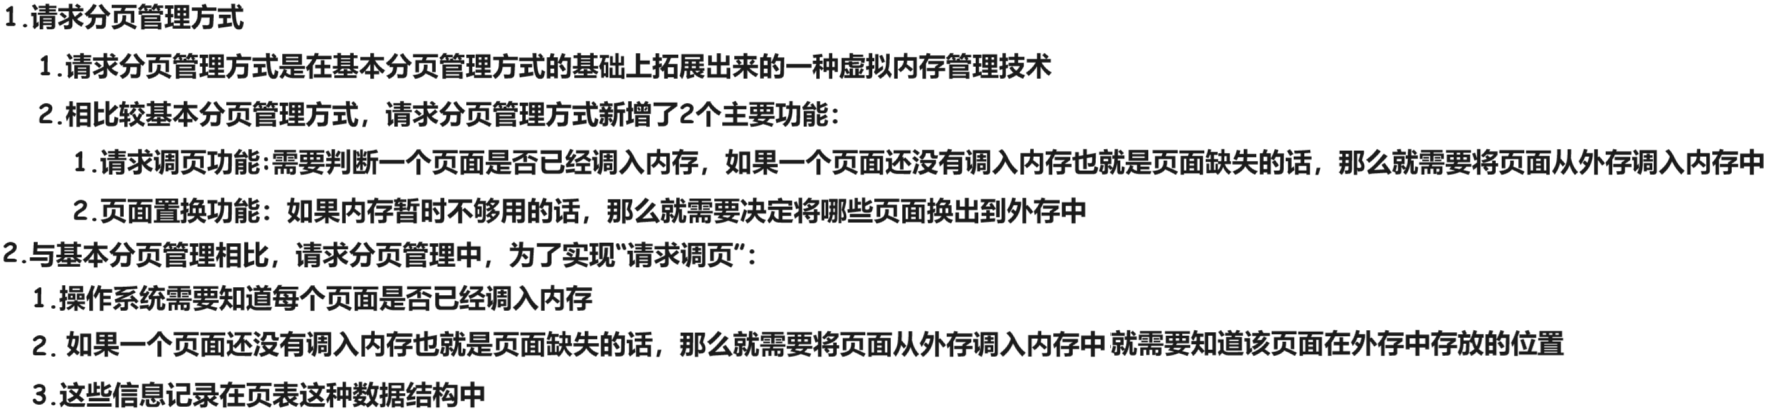 1.请求分页管理方式
1.请求分页管理方式是在基本分页管理方式的基础上拓展出来的一种虚拟内存管理技术
2.相比较基本分页管理方式，请求分页管理方式新增了2个主要功能：
1.请求调页功能:需要判断一个页面是否已经调入内存，如果一个页面还没有调入内存也就是页面缺失的话，那么就需要将页面从外存调入内存中
2.页面置换功能：如果内存暂时不够用的话，那么就需要决定将哪些页面换出到外存中
2.与基本分页管理相比，请求分页管理中，为了实现“请求调页”：
1.操作系统需要知道每个页面是否已经调入内存
2. 如果一个页面还没有调入内存也就是页面缺失的话，那么就需要将页面从外存调入内存中 就需要知道该页面在外存中存放的位置
3.这些信息记录在页表这种数据结构中